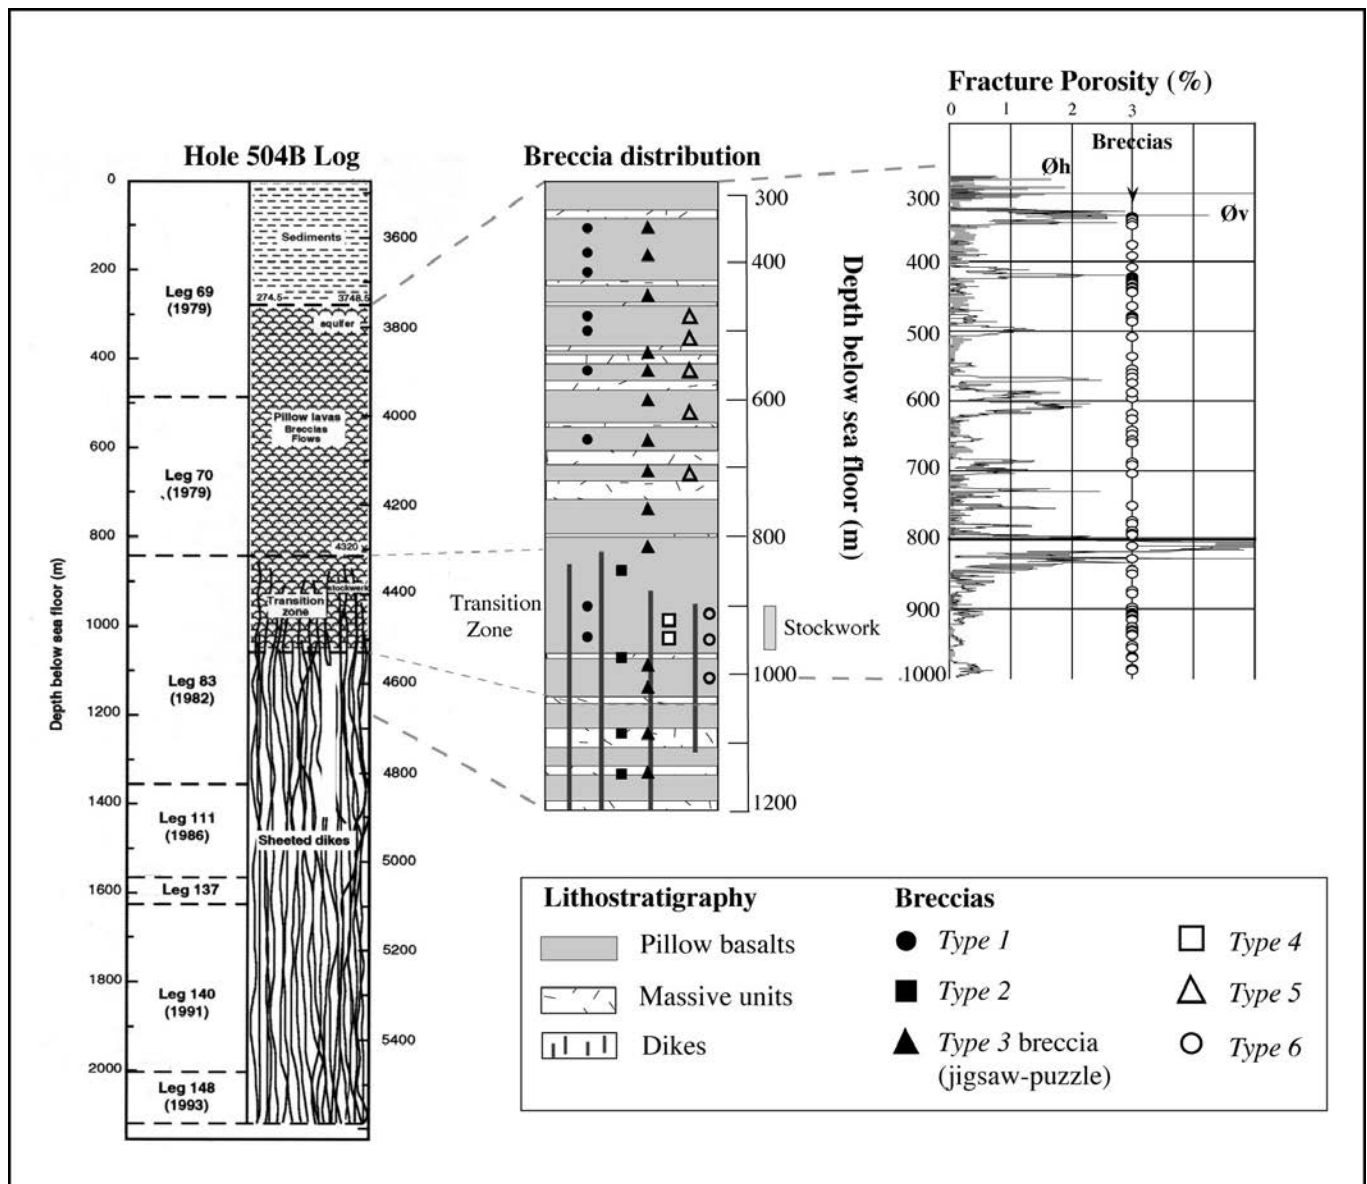 Fracture Porosity (%)
0 1 2 3
Breccias
Øh
Øv
300
400
500
600
700
800
900
1000
Hole 504B Log
0
200
400
600
800
1000
1200
1400
1600
1800
2000
Depth below sea floor (m)
Leg 69
(1979)
Leg 70
(1979)
Leg 83
(1982)
Leg 111
(1986)
Leg 137
Leg 140
(1991)
Leg 148
(1993)
Sediments
274.5 3748.5
aquifer
Pillow lavas
Breccias
Flows
4320
stockwerk
Transition
zone
Sheeted dikes
3600
3800
4000
4200
4400
4600
4800
5000
5200
5400
Breccia distribution
300
400
600
800
1000
1200
Depth below sea floor (m)
Transition
Zone
Stockwork
Lithostratigraphy
Pillow basalts
Massive units
Dikes
Breccias
Type 1
Type 2
Type 3 breccia
(jigsaw-puzzle)
Type 4
Type 5
Type 6